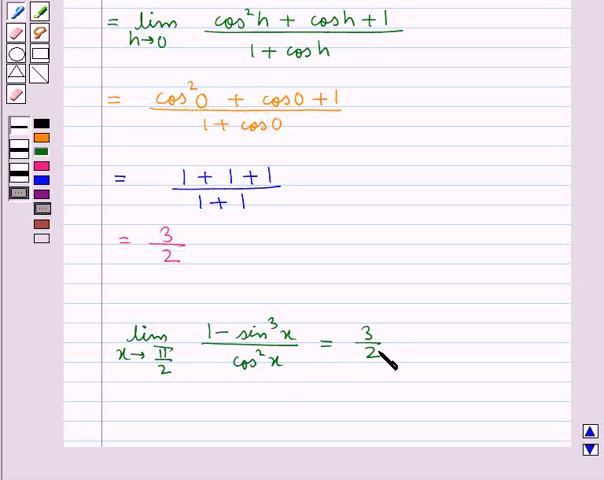 = lim h→0 (cos²h + cosh + 1) / (1 + cosh)
= (cos²0 + cos0 + 1) / (1 + cos0)
= (1 + 1 + 1) / (1 + 1)
= 3/2
lim x→π/2 (1 − sin³x) / (cos²x) = 3/2